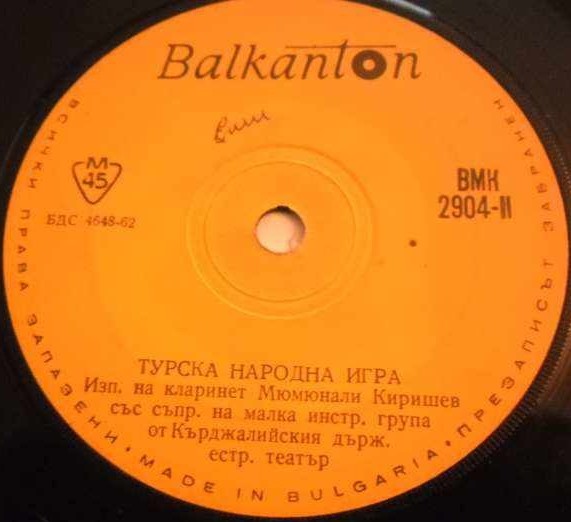 Balkanton
М
45
БДС 4648-62
ВМК
2904-II
ТУРСКА НАРОДНА ИГРА
Изп. на кларинет Мюмюнали Киришев
със съпр. на малка инстр. група
от Кърджалийския държ.
естр. театър
ВСИЧКИ ПРАВА ЗАПАЗЕНИ • MADE IN BULGARIA • ПРЕЗАПИСЪТ ЗАБРАНЕН